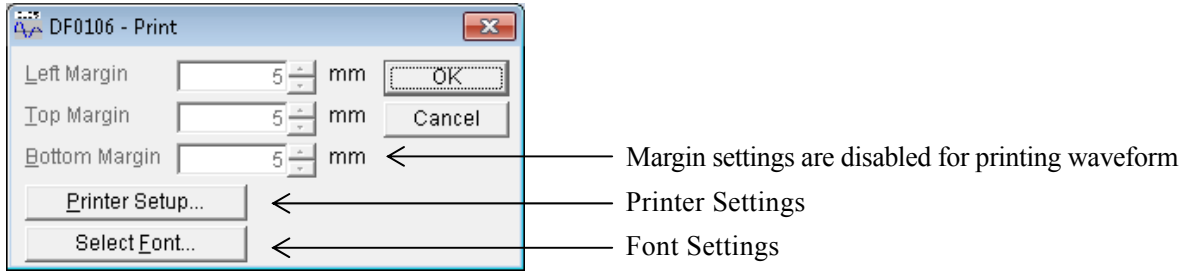 DF0106 - Print
Left Margin 5 mm OK
Top Margin 5 mm Cancel
Bottom Margin 5 mm Margin settings are disabled for printing waveform
Printer Setup... Printer Settings
Select Font... Font Settings